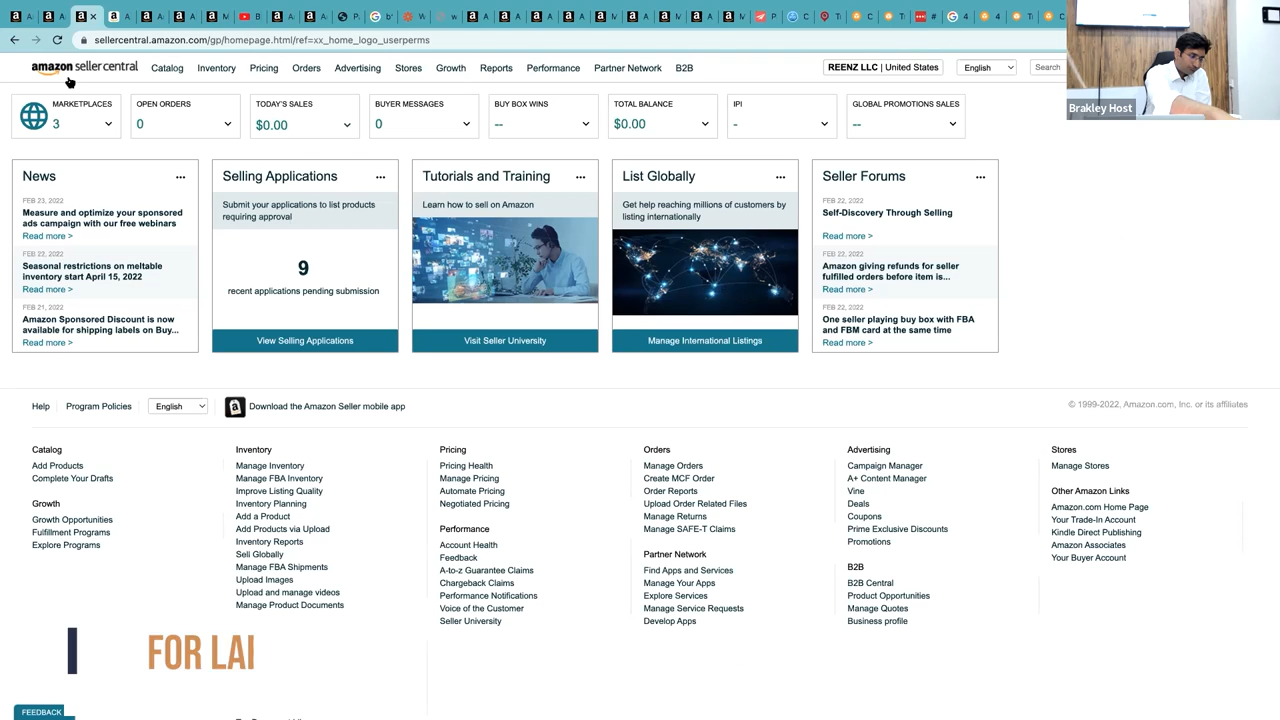 sellercentral.amazon.com/gp/homepage.html/ref=xx_home_logo_userperms
amazon seller central
Catalog
Inventory
Pricing
Orders
Advertising
Stores
Growth
Reports
Performance
Partner Network
B2B
REENZ LLC | United States
English
Search
Brakley Host
MARKETPLACES
3
OPEN ORDERS
0
TODAY'S SALES
$0.00
BUYER MESSAGES
0
BUY BOX WINS
--
TOTAL BALANCE
$0.00
IPI
-
GLOBAL PROMOTIONS SALES
--
News
FEB 23, 2022
Measure and optimize your sponsored
ads campaign with our free webinars
Read more >
FEB 22, 2022
Seasonal restrictions on meltable
inventory start April 15, 2022
Read more >
FEB 21, 2022
Amazon Sponsored Discount is now
available for shipping labels on Buy...
Read more >
Selling Applications
Submit your applications to list products
requiring approval
9
recent applications pending submission
View Selling Applications
Tutorials and Training
Learn how to sell on Amazon
Visit Seller University
List Globally
Get help reaching millions of customers by
listing internationally
Manage International Listings
Seller Forums
FEB 22, 2022
Self-Discovery Through Selling
Read more >
FEB 22, 2022
Amazon giving refunds for seller
fulfilled orders before item is...
Read more >
FEB 22, 2022
One seller playing buy box with FBA
and FBM card at the same time
Read more >
Help
Program Policies
English
Download the Amazon Seller mobile app
© 1999-2022, Amazon.com, Inc. or its affiliates
Catalog
Add Products
Complete Your Drafts
Growth
Growth Opportunities
Fulfillment Programs
Explore Programs
Inventory
Manage Inventory
Manage FBA Inventory
Improve Listing Quality
Inventory Planning
Add a Product
Add Products via Upload
Inventory Reports
Sell Globally
Manage FBA Shipments
Upload Images
Upload and manage videos
Manage Product Documents
Pricing
Pricing Health
Manage Pricing
Automate Pricing
Negotiated Pricing
Performance
Account Health
Feedback
A-to-z Guarantee Claims
Chargeback Claims
Performance Notifications
Voice of the Customer
Seller University
Orders
Manage Orders
Create MCF Order
Order Reports
Upload Order Related Files
Manage Returns
Manage SAFE-T Claims
Partner Network
Find Apps and Services
Manage Your Apps
Explore Services
Manage Service Requests
Develop Apps
Advertising
Campaign Manager
A+ Content Manager
Vine
Deals
Coupons
Prime Exclusive Discounts
Promotions
B2B
B2B Central
Product Opportunities
Manage Quotes
Business profile
Stores
Manage Stores
Other Amazon Links
Amazon.com Home Page
Your Trade-In Account
Kindle Direct Publishing
Amazon Associates
Your Buyer Account
FOR LAI
FEEDBACK